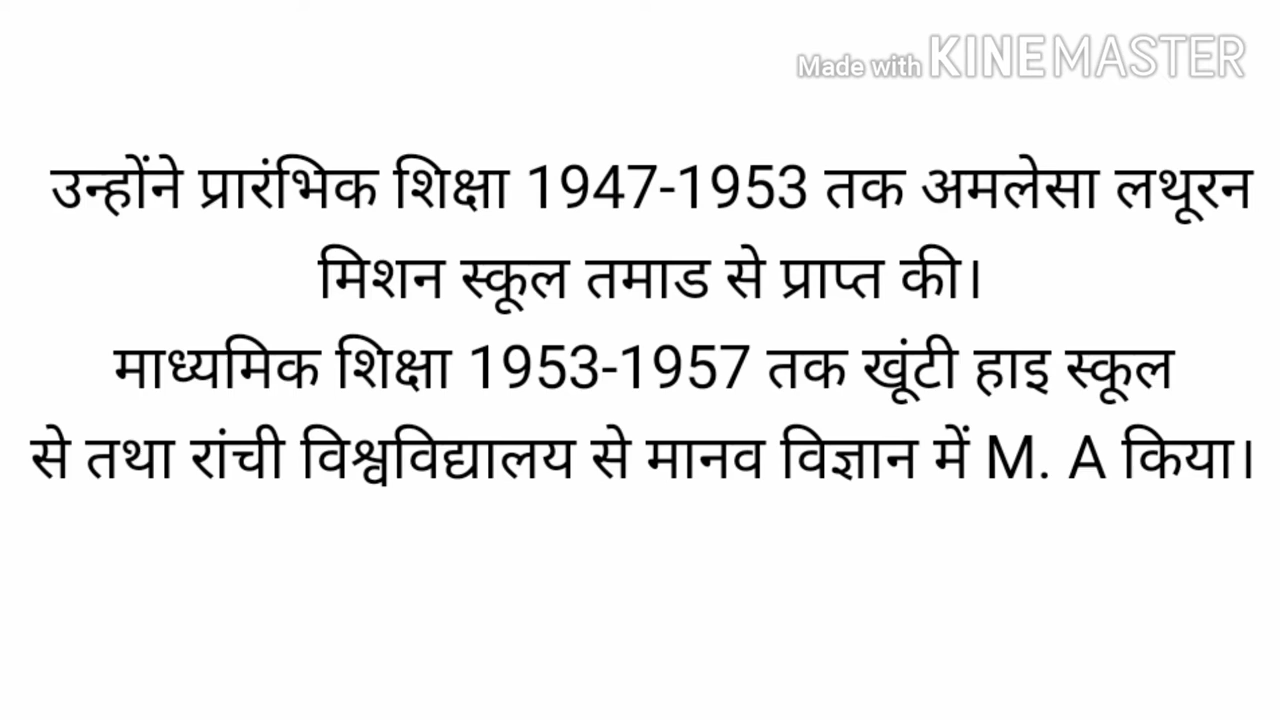 Made with KINEMASTER
उन्होंने प्रारंभिक शिक्षा 1947-1953 तक अमलेसा लथूरन
मिशन स्कूल तमाड से प्राप्त की।
माध्यमिक शिक्षा 1953-1957 तक खूंटी हाइ स्कूल
से तथा रांची विश्वविद्यालय से मानव विज्ञान में M. A किया।